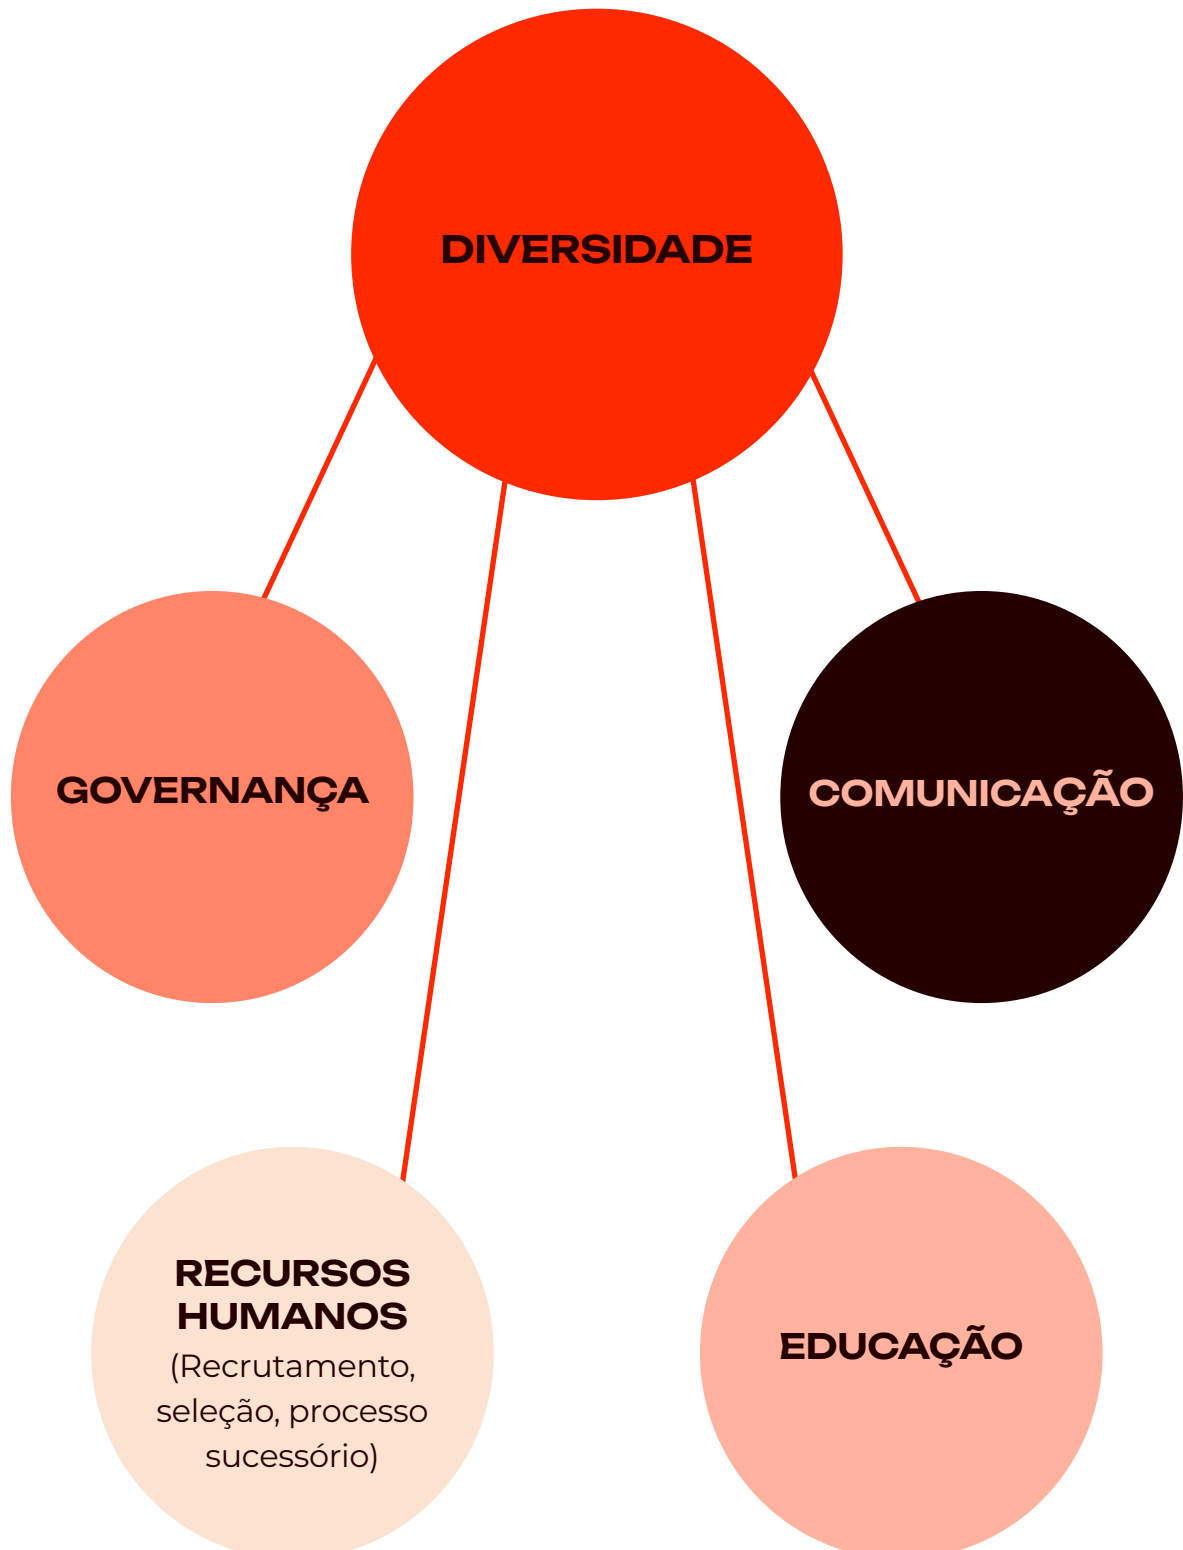 DIVERSIDADE
GOVERNANÇA
COMUNICAÇÃO
RECURSOS
HUMANOS
(Recrutamento,
seleção, processo
sucessório)
EDUCAÇÃO